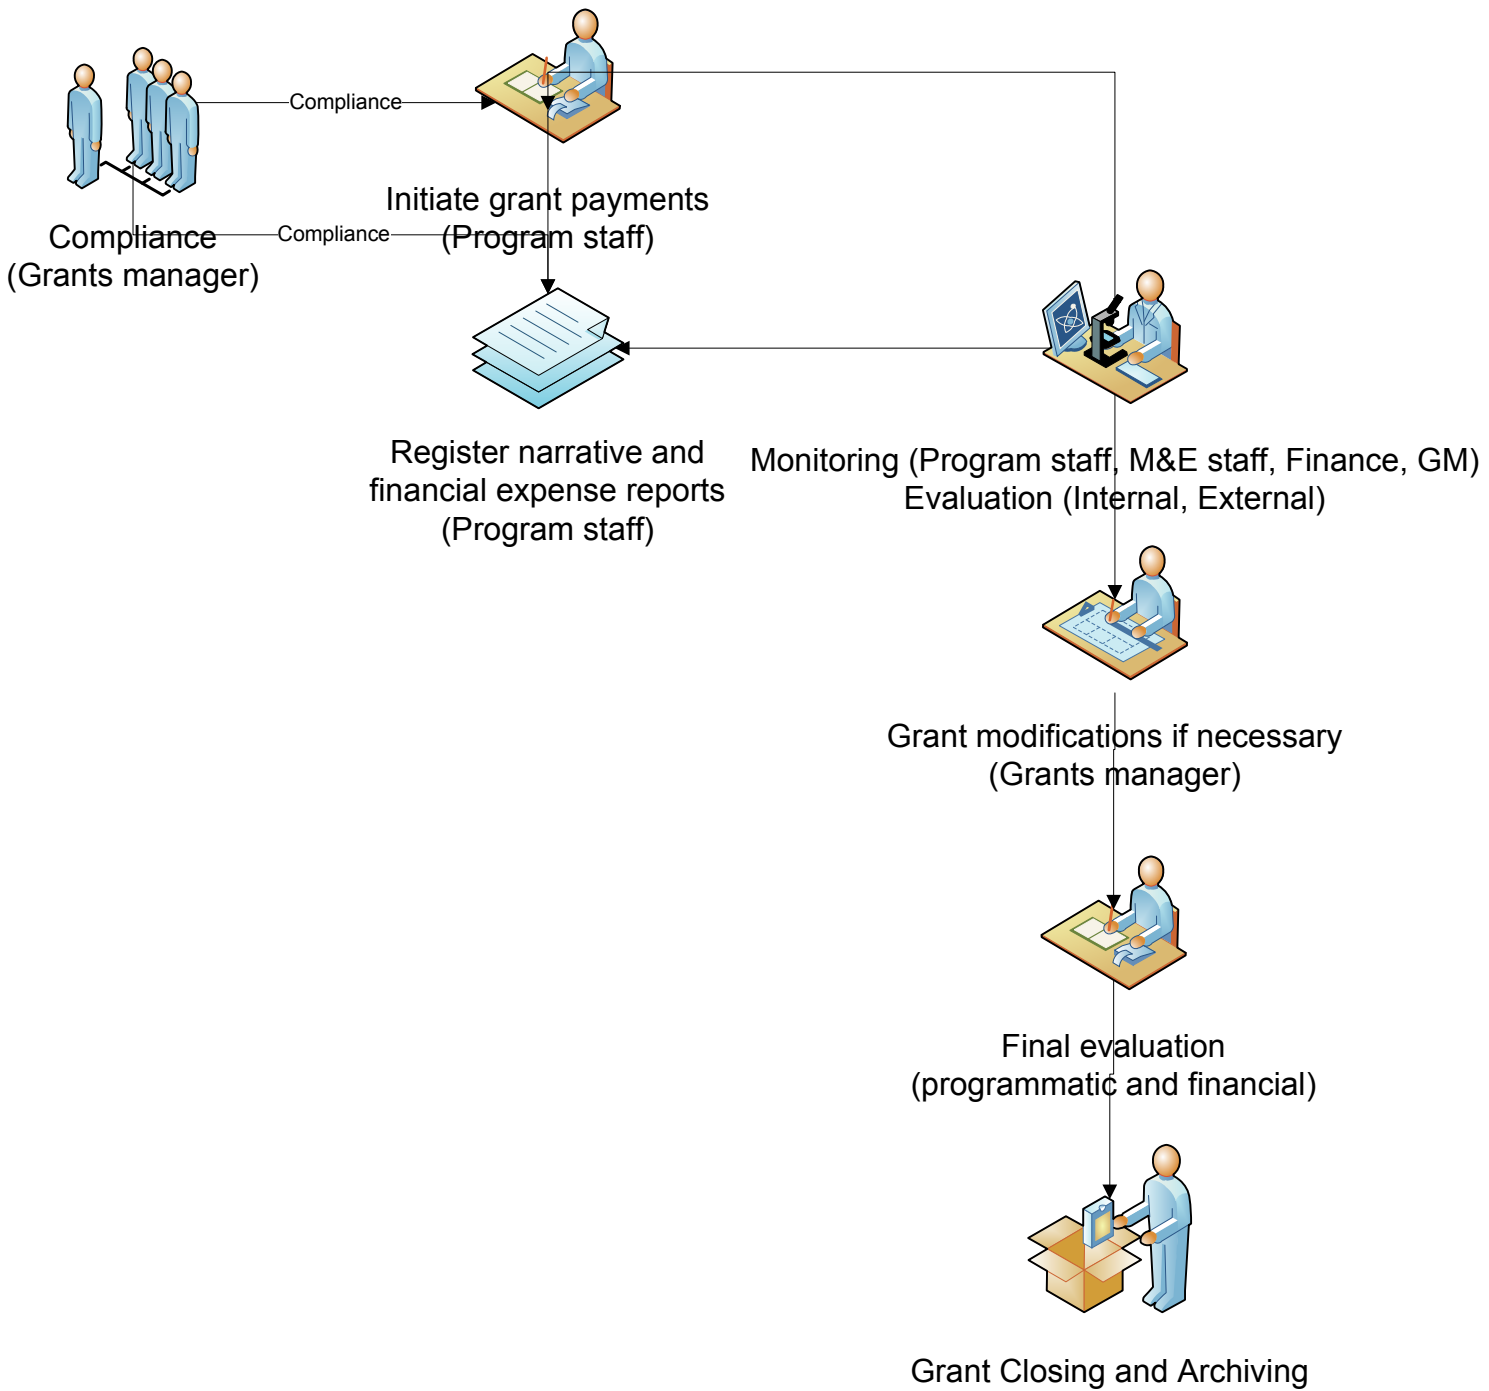 Compliance
Initiate grant payments
(Program staff)
Compliance
(Grants manager)
Compliance
Register narrative and
financial expense reports
(Program staff)
Monitoring (Program staff, M&E staff, Finance, GM)
Evaluation (Internal, External)
Grant modifications if necessary
(Grants manager)
Final evaluation
(programmatic and financial)
Grant Closing and Archiving